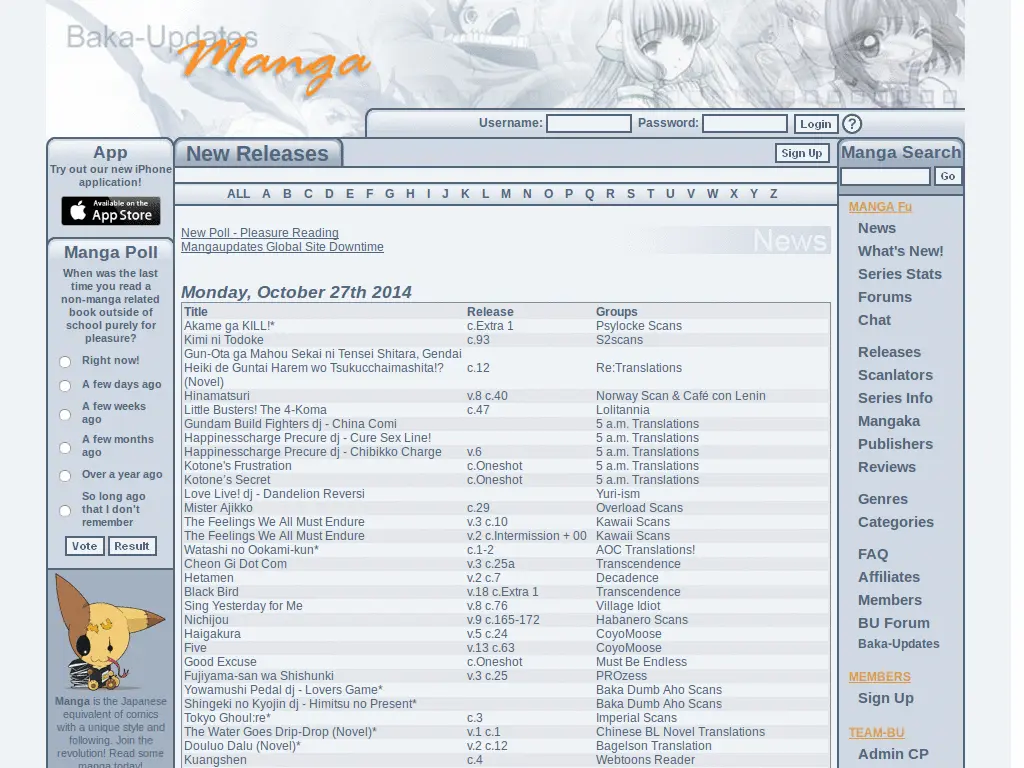 Baka-Updates
Manga
Username: Password: Login ?
App
Try out our new iPhone
application!
Available on the
App Store
Manga Poll
When was the last
time you read a
non-manga related
book outside of
school purely for
pleasure?
Right now!
A few days ago
A few weeks
ago
A few months
ago
Over a year ago
So long ago
that I don't
remember
Vote Result
Manga is the Japanese
equivalent of comics
with a unique style and
following. Join the
revolution! Read some
manga today!
New Releases
Sign Up
ALL A B C D E F G H I J K L M N O P Q R S T U V W X Y Z
New Poll - Pleasure Reading
Mangaupdates Global Site Downtime
News
Monday, October 27th 2014
Title Release Groups
Akame ga KILL!* c.Extra 1 Psylocke Scans
Kimi ni Todoke c.93 S2scans
Gun-Ota ga Mahou Sekai ni Tensei Shitara, Gendai
Heiki de Guntai Harem wo Tsukucchaimashita!? c.12 Re:Translations
(Novel)
Hinamatsuri v.8 c.40 Norway Scan & Café con Lenin
Little Busters! The 4-Koma c.47 Lolitannia
Gundam Build Fighters dj - China Comi 5 a.m. Translations
Happinesscharge Precure dj - Cure Sex Line! 5 a.m. Translations
Happinesscharge Precure dj - Chibikko Charge v.6 5 a.m. Translations
Kotone's Frustration c.Oneshot 5 a.m. Translations
Kotone's Secret c.Oneshot 5 a.m. Translations
Love Live! dj - Dandelion Reversi Yuri-ism
Mister Ajikko c.29 Overload Scans
The Feelings We All Must Endure v.3 c.10 Kawaii Scans
The Feelings We All Must Endure v.2 c.Intermission + 00 Kawaii Scans
Watashi no Ookami-kun* c.1-2 AOC Translations!
Cheon Gi Dot Com v.3 c.25a Transcendence
Hetamen v.2 c.7 Decadence
Black Bird v.18 c.Extra 1 Transcendence
Sing Yesterday for Me v.8 c.76 Village Idiot
Nichijou v.9 c.165-172 Habanero Scans
Haigakura v.5 c.24 CoyoMoose
Five v.13 c.63 CoyoMoose
Good Excuse c.Oneshot Must Be Endless
Fujiyama-san wa Shishunki v.3 c.25 PROzess
Yowamushi Pedal dj - Lovers Game* Baka Dumb Aho Scans
Shingeki no Kyojin dj - Himitsu no Present* Baka Dumb Aho Scans
Tokyo Ghoul:re* c.3 Imperial Scans
The Water Goes Drip-Drop (Novel)* v.1 c.1 Chinese BL Novel Translations
Douluo Dalu (Novel)* v.2 c.12 Bagelson Translation
Kuangshen c.4 Webtoons Reader
Manga Search
Go
MANGA Fu
News
What's New!
Series Stats
Forums
Chat
Releases
Scanlators
Series Info
Mangaka
Publishers
Reviews
Genres
Categories
FAQ
Affiliates
Members
BU Forum
Baka-Updates
MEMBERS
Sign Up
TEAM-BU
Admin CP